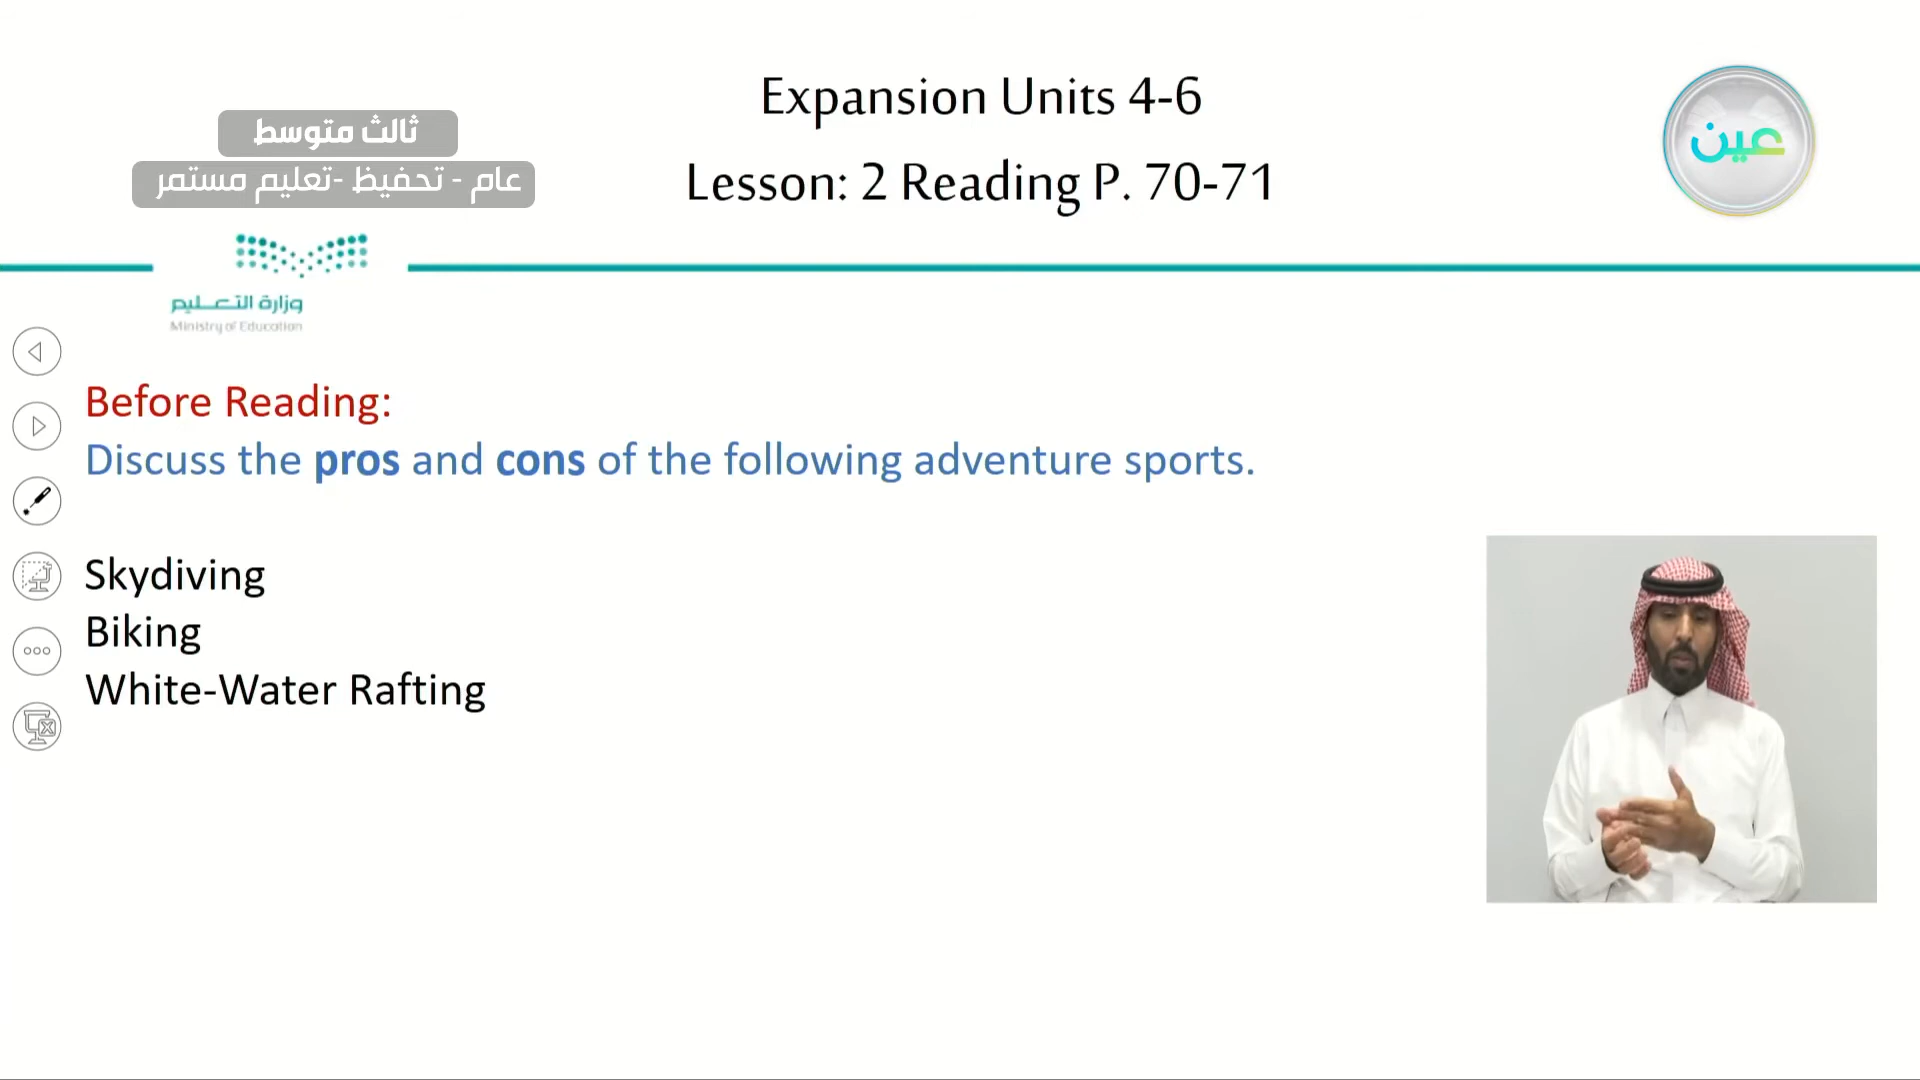 Expansion Units 4-6
Lesson: 2 Reading P. 70-71
ثالث متوسط
عام - تحفيظ -تعليم مستمر
عين
وزارة التعليم
Ministry of Education
Before Reading:
Discuss the pros and cons of the following adventure sports.
Skydiving
Biking
White-Water Rafting